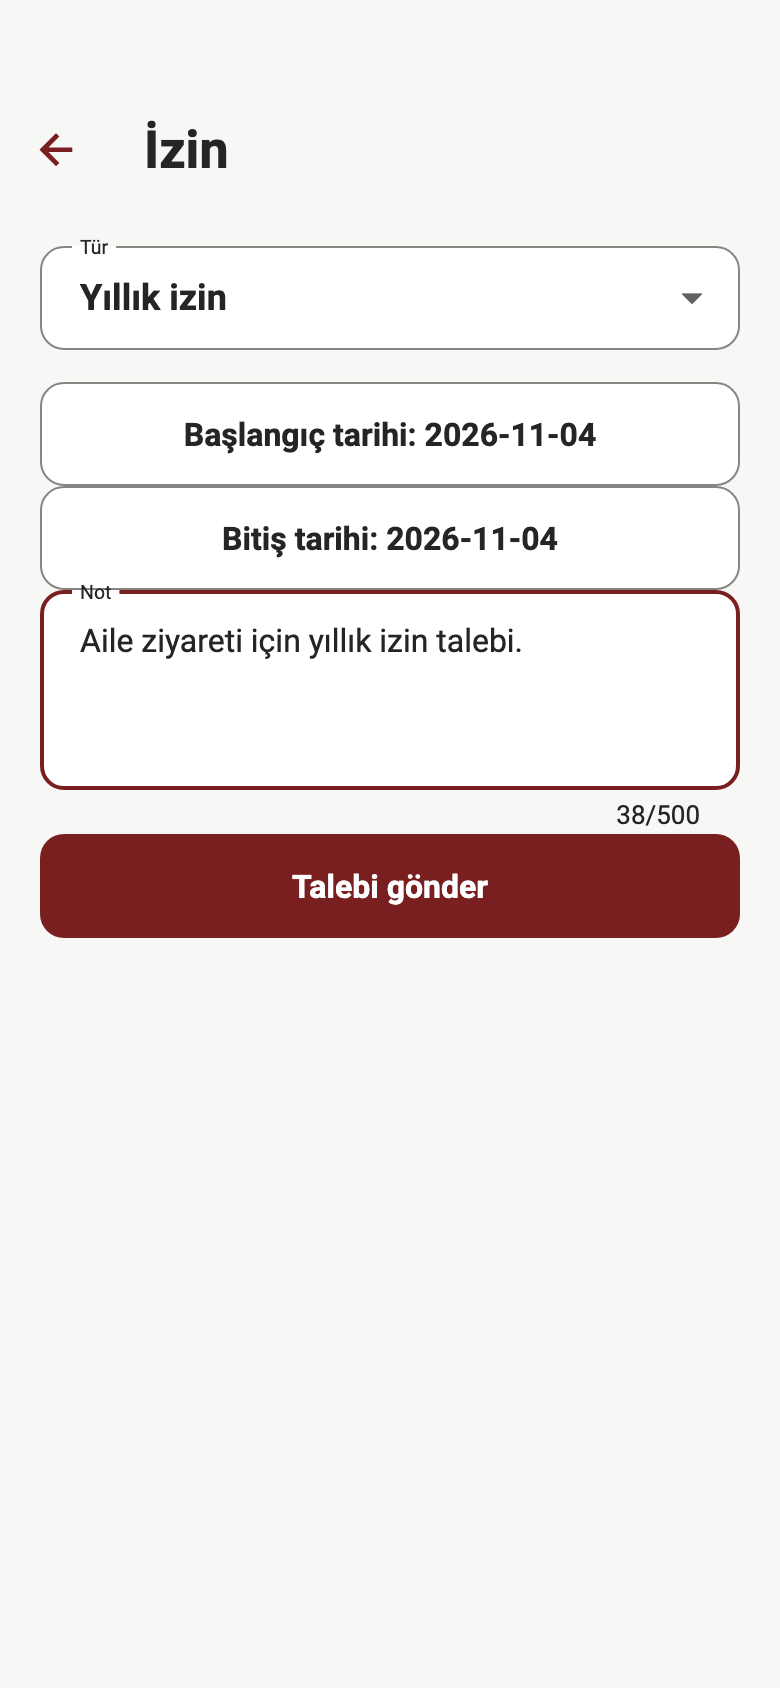 İzin
Tür
Yıllık izin
Başlangıç tarihi: 2026-11-04
Bitiş tarihi: 2026-11-04
Not
Aile ziyareti için yıllık izin talebi.
38/500
Talebi gönder